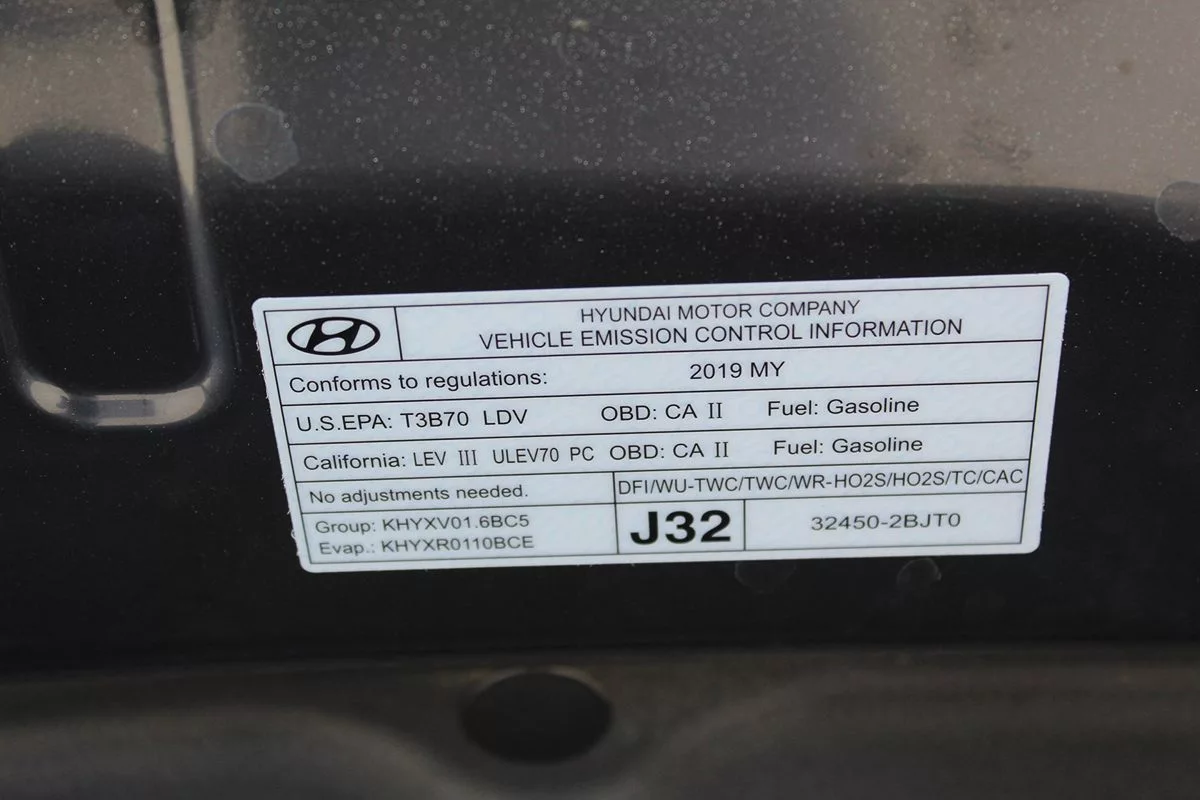 HYUNDAI MOTOR COMPANY
VEHICLE EMISSION CONTROL INFORMATION
Conforms to regulations: 2019 MY
U.S.EPA: T3B70 LDV OBD: CA II Fuel: Gasoline
California: LEV III ULEV70 PC OBD: CA II Fuel: Gasoline
No adjustments needed. DFI/WU-TWC/TWC/WR-HO2S/HO2S/TC/CAC
Group: KHYXV01.6BC5
Evap.: KHYXR0110BCE
J32 32450-2BJT0